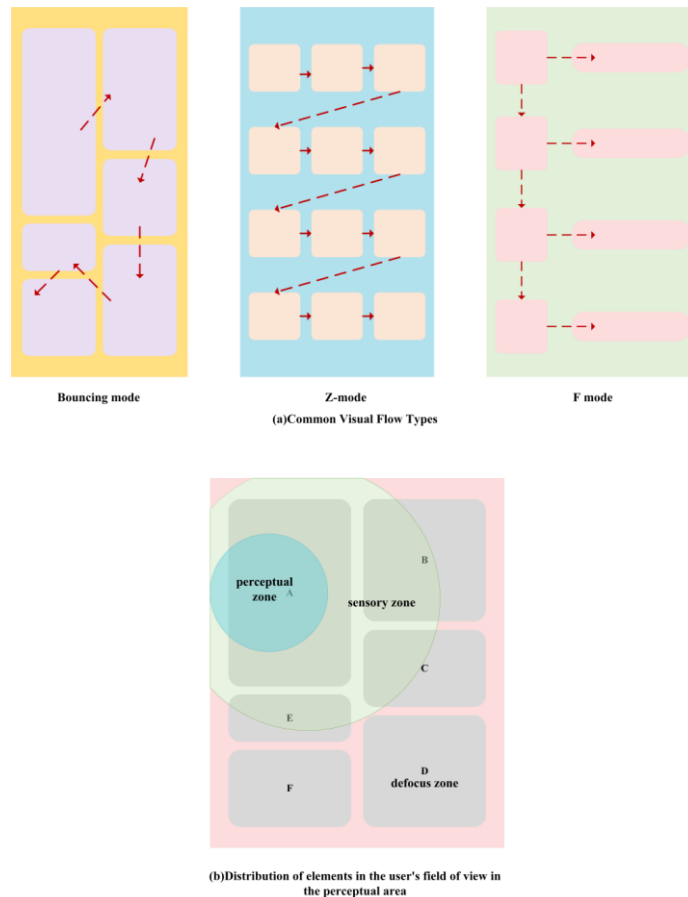 Bouncing mode
Z-mode
F mode
(a)Common Visual Flow Types
B
perceptual
zone
A
sensory zone
C
E
D
defocus zone
F
(b)Distribution of elements in the user's field of view in
the perceptual area